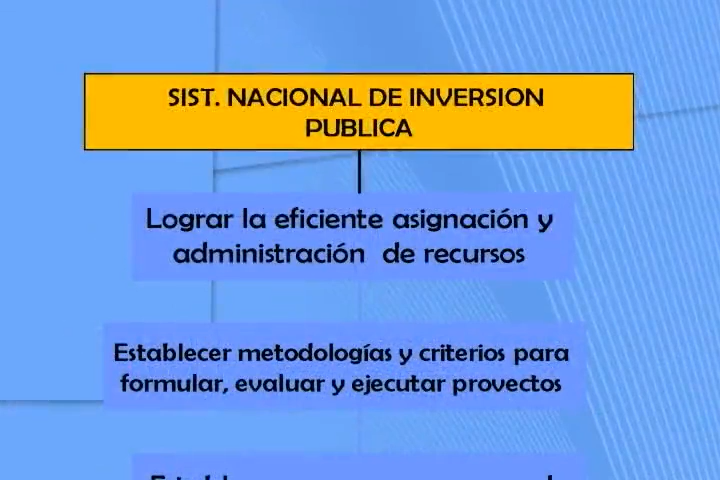 SIST. NACIONAL DE INVERSION
PUBLICA
Lograr la eficiente asignación y
administración de recursos
Establecer metodologías y criterios para
formular, evaluar y ejecutar proyectos